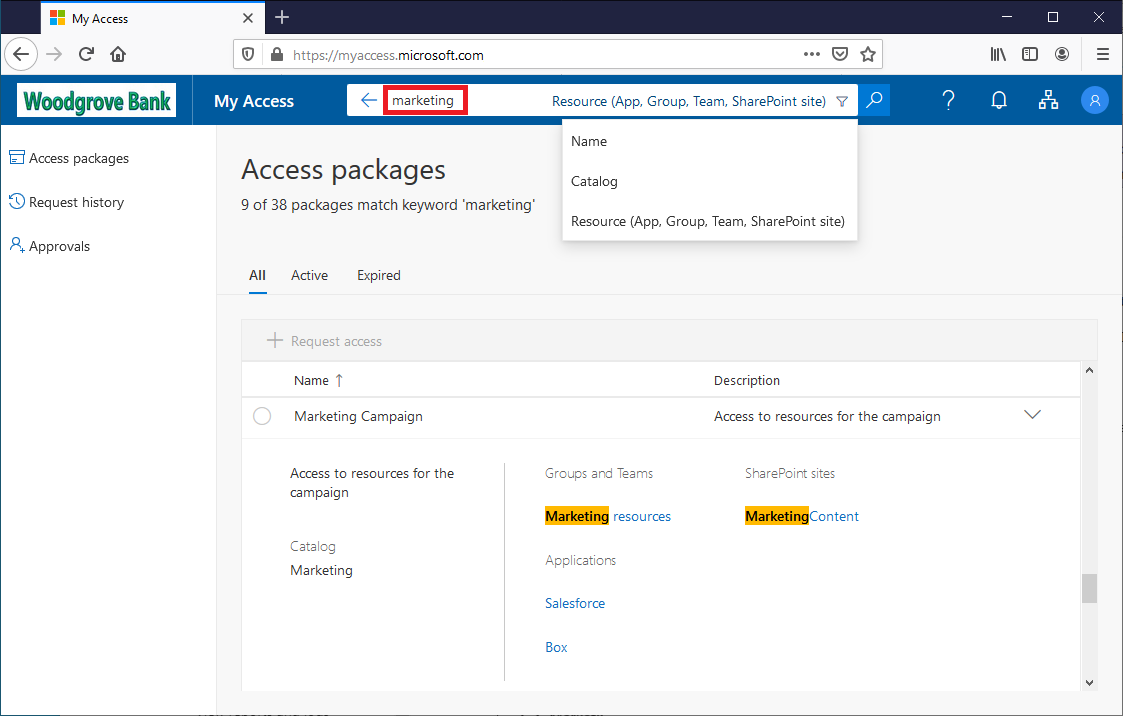 My Access
https://myaccess.microsoft.com
Woodgrove Bank
My Access
marketing
Resource (App, Group, Team, SharePoint site)
Name
Catalog
Resource (App, Group, Team, SharePoint site)
Access packages
Request history
Approvals
Access packages
9 of 38 packages match keyword 'marketing'
All Active Expired
Request access
Name Description
Marketing Campaign Access to resources for the campaign
Access to resources for the
campaign
Catalog
Marketing
Groups and Teams
Marketing resources
Applications
Salesforce
Box
SharePoint sites
MarketingContent